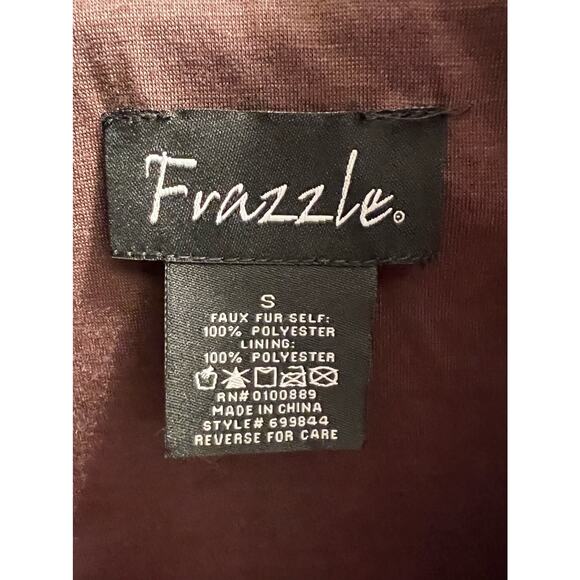 Frazzle.
S
FAUX FUR SELF:
100% POLYESTER
LINING:
100% POLYESTER
RN# 0100889
MADE IN CHINA
STYLE# 699844
REVERSE FOR CARE